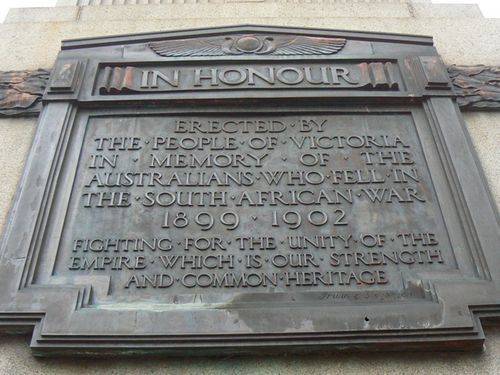 IN HONOUR
ERECTED · BY
THE · PEOPLE · OF · VICTORIA
IN · MEMORY · OF · THE
AUSTRALIANS · WHO · FELL · IN
THE · SOUTH · AFRICAN · WAR
1899 · 1902
FIGHTING · FOR · THE · UNITY · OF · THE
EMPIRE · WHICH · IS · OUR · STRENGTH
AND · COMMON · HERITAGE